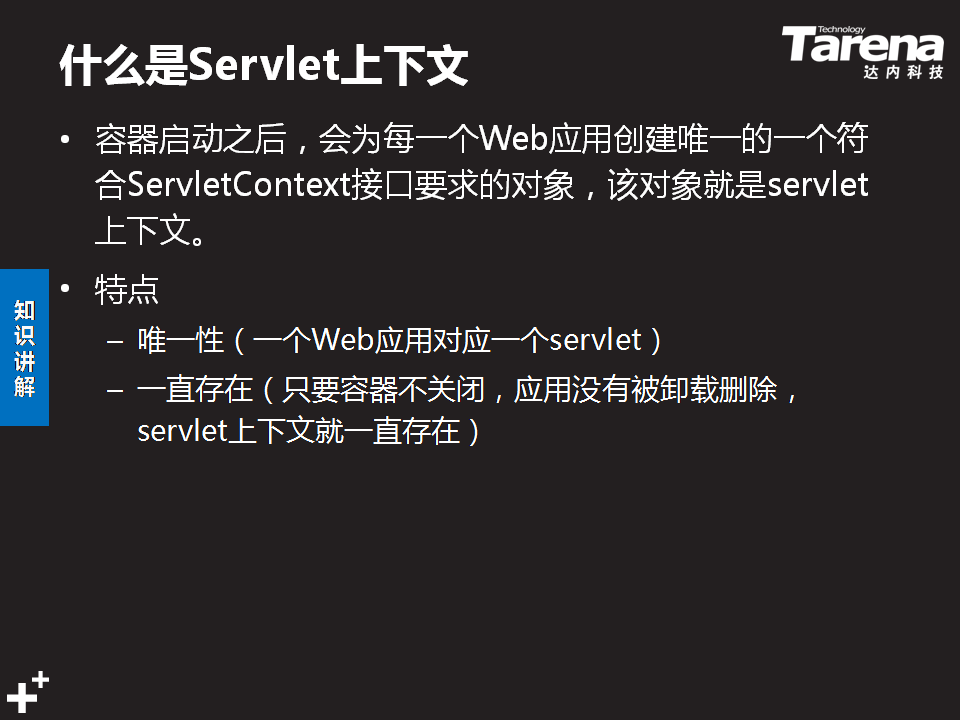 什么是Servlet上下文
Technology
Tarena
达内科技
• 容器启动之后，会为每一个Web应用创建唯一的一个符
合ServletContext接口要求的对象，该对象就是servlet
上下文。
• 特点
– 唯一性（一个Web应用对应一个servlet）
– 一直存在（只要容器不关闭，应用没有被卸载删除，
servlet上下文就一直存在）
知
识
讲
解